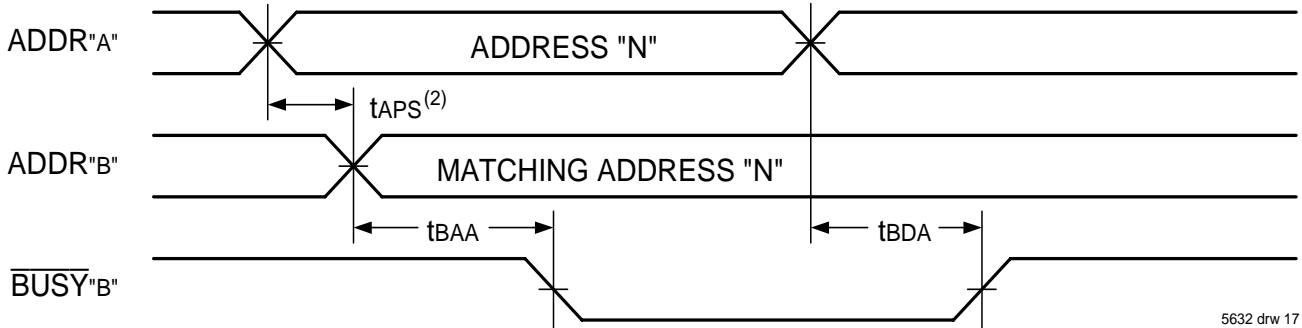 ADDR"A"
ADDRESS "N"
tAPS(2)
ADDR"B"
MATCHING ADDRESS "N"
tBAA
tBDA
BUSY"B"
5632 drw 17